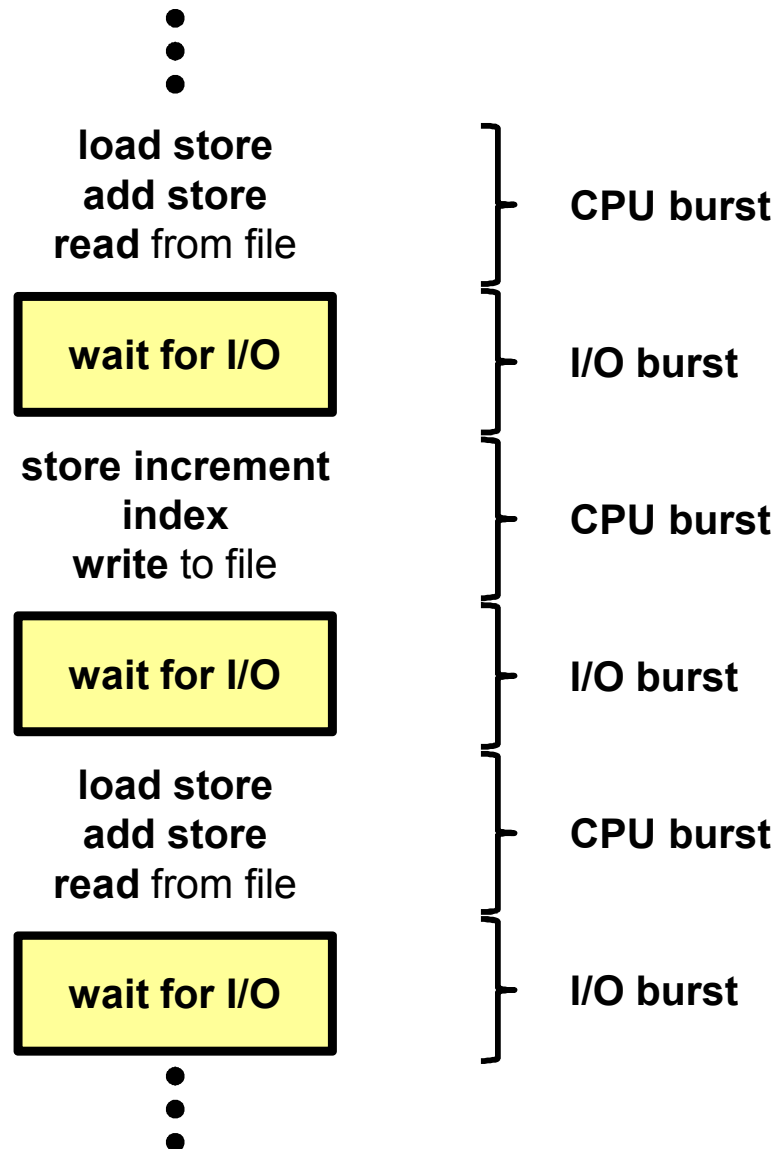 load store
add store
read from file
CPU burst
wait for I/O
I/O burst
store increment
index
write to file
CPU burst
wait for I/O
I/O burst
load store
add store
read from file
CPU burst
wait for I/O
I/O burst